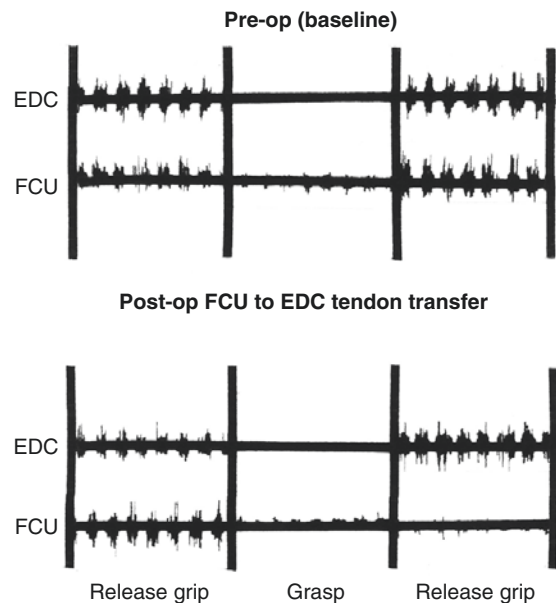 Pre-op (baseline)
EDC
FCU
Post-op FCU to EDC tendon transfer
EDC
FCU
Release grip Grasp Release grip